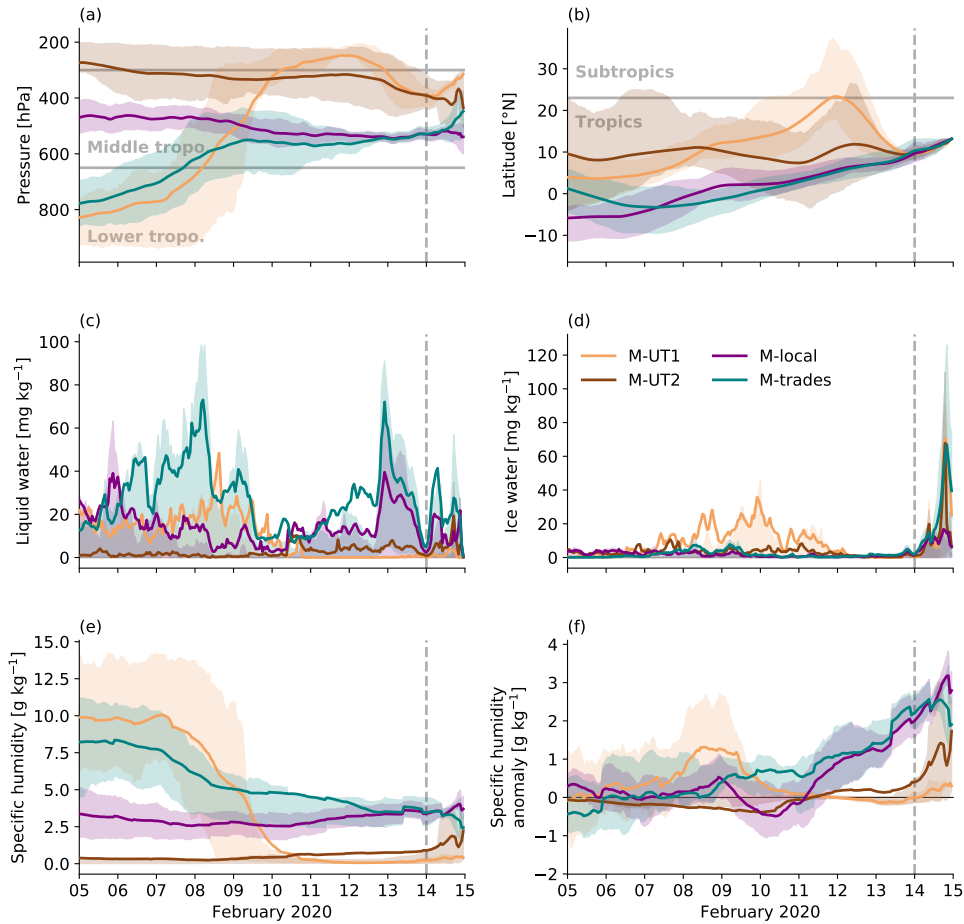 (a)
200
400
600
800
Pressure [hPa]
Middle tropo.
Lower tropo.
(b)
30
20
10
0
−10
Latitude [°N]
Subtropics
Tropics
(c)
100
80
60
40
20
0
Liquid water [mg kg⁻¹]
(d)
120
100
80
60
40
20
0
Ice water [mg kg⁻¹]
M-UT1
M-UT2
M-local
M-trades
(e)
15.0
12.5
10.0
7.5
5.0
2.5
0.0
Specific humidity [g kg⁻¹]
05 06 07 08 09 10 11 12 13 14 15
February 2020
(f)
4
3
2
1
0
−1
−2
Specific humidity
anomaly [g kg⁻¹]
05 06 07 08 09 10 11 12 13 14 15
February 2020